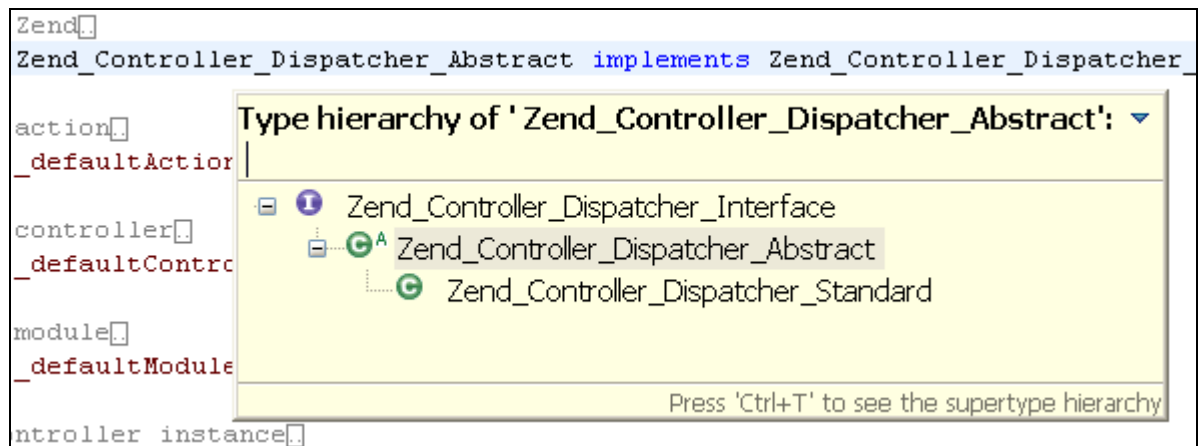 Zend..
Zend_Controller_Dispatcher_Abstract implements Zend_Controller_Dispatcher_
action..
_defaultAction
controller..
_defaultContro
module..
_defaultModule
ntroller instance..
Type hierarchy of 'Zend_Controller_Dispatcher_Abstract':
I Zend_Controller_Dispatcher_Interface
C A Zend_Controller_Dispatcher_Abstract
C Zend_Controller_Dispatcher_Standard
Press 'Ctrl+T' to see the supertype hierarchy